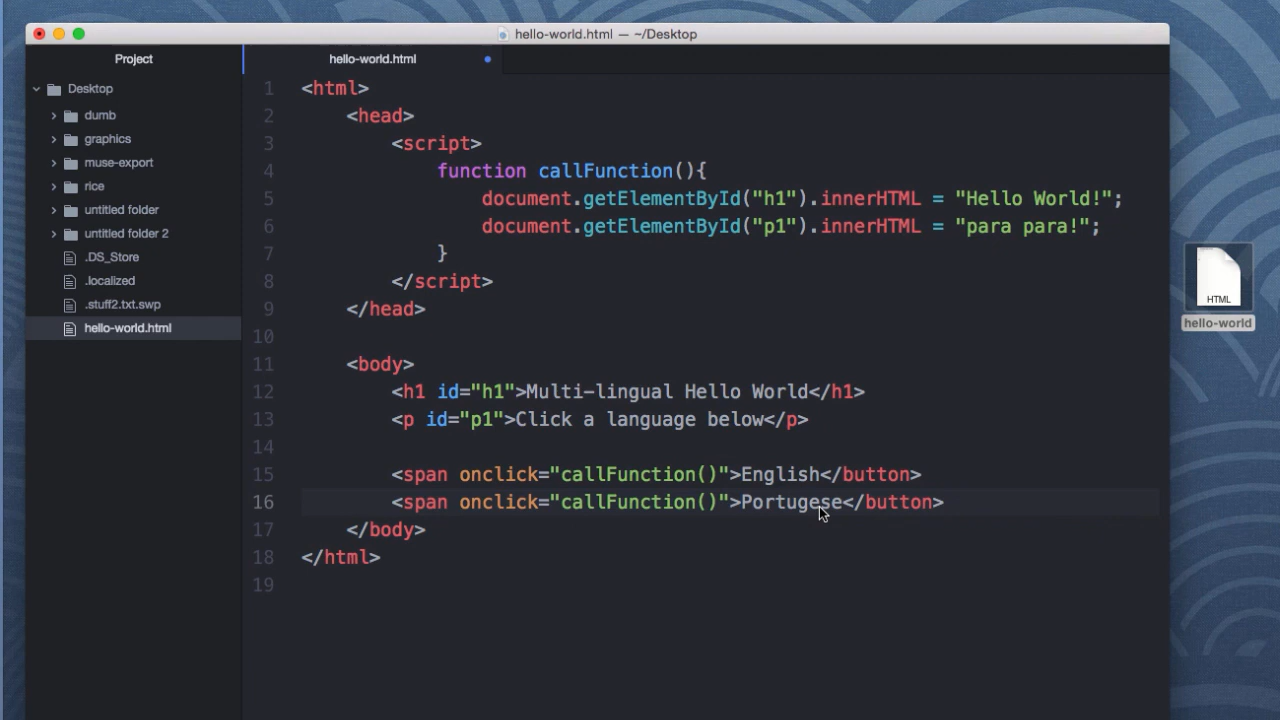 hello-world.html — ~/Desktop
Project
hello-world.html
Desktop
dumb
graphics
muse-export
rice
untitled folder
untitled folder 2
.DS_Store
.localized
.stuff2.txt.swp
hello-world.html
1 <html>
2 <head>
3 <script>
4 function callFunction(){
5 document.getElementById("h1").innerHTML = "Hello World!";
6 document.getElementById("p1").innerHTML = "para para!";
7 }
8 </script>
9 </head>
10
11 <body>
12 <h1 id="h1">Multi-lingual Hello World</h1>
13 <p id="p1">Click a language below</p>
14
15 <span onclick="callFunction()">English</button>
16 <span onclick="callFunction()">Portugese</button>
17 </body>
18 </html>
19
HTML
hello-world